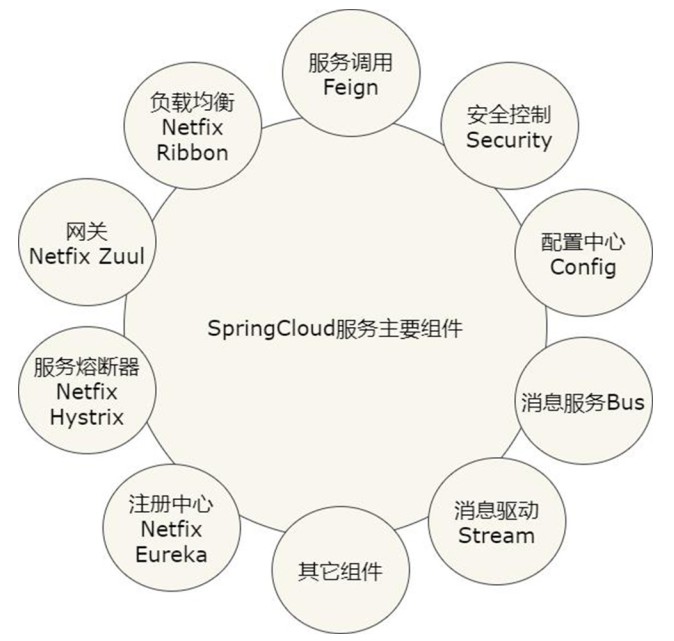 服务调用
Feign
负载均衡
Netfix
Ribbon
安全控制
Security
网关
Netfix Zuul
配置中心
Config
SpringCloud服务主要组件
服务熔断器
Netfix
Hystrix
消息服务Bus
注册中心
Netfix
Eureka
消息驱动
Stream
其它组件